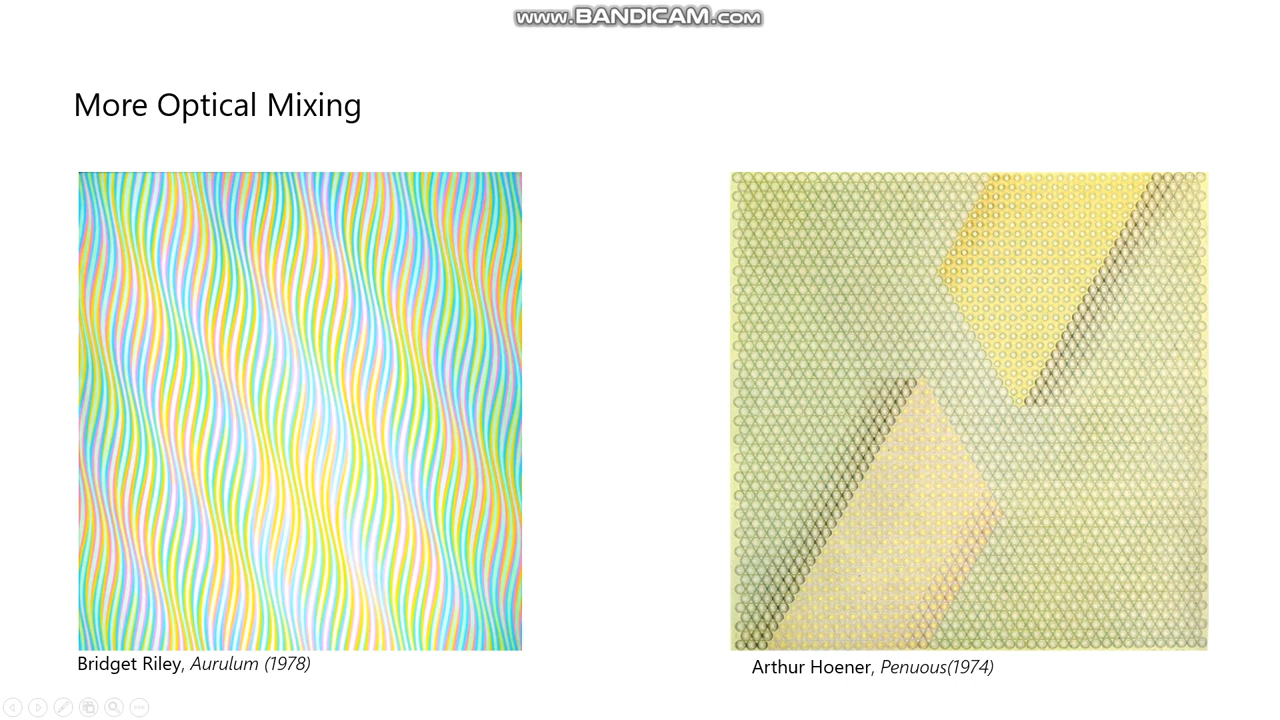 www.BANDICAM.com
More Optical Mixing
Bridget Riley, Aurulum (1978)
Arthur Hoener, Penuous(1974)